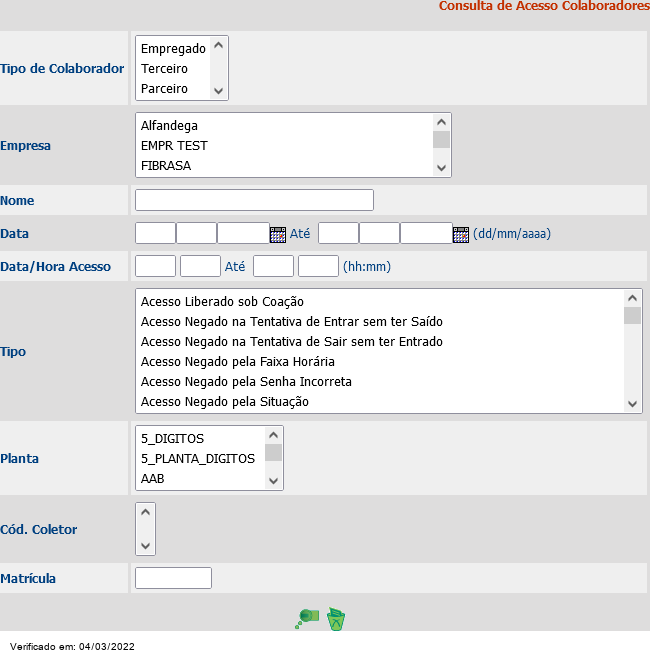 Consulta de Acesso Colaboradores
Tipo de Colaborador
Empregado
Terceiro
Parceiro
Empresa
Alfandega
EMPR TEST
FIBRASA
Nome
Data Até (dd/mm/aaaa)
Data/Hora Acesso Até (hh:mm)
Tipo
Acesso Liberado sob Coação
Acesso Negado na Tentativa de Entrar sem ter Saído
Acesso Negado na Tentativa de Sair sem ter Entrado
Acesso Negado pela Faixa Horária
Acesso Negado pela Senha Incorreta
Acesso Negado pela Situação
Planta
5_DIGITOS
5_PLANTA_DIGITOS
AAB
Cód. Coletor
Matrícula
Verificado em: 04/03/2022